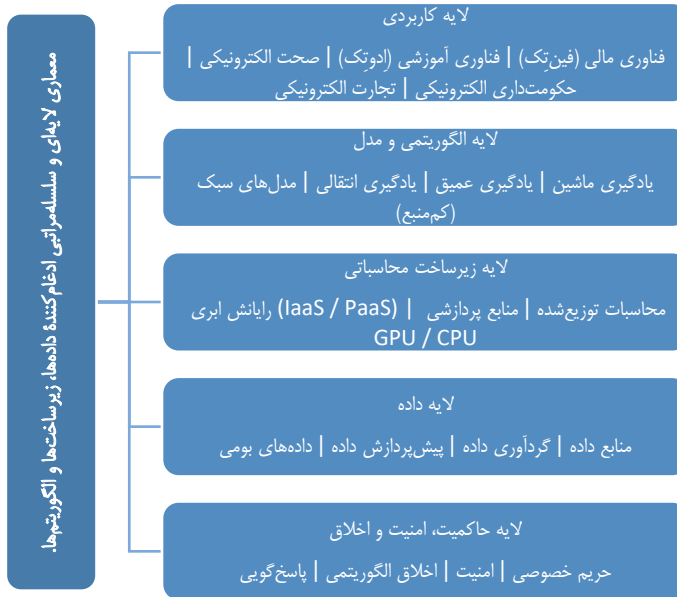 معماری لایه‌ای و سلسله‌مراتبی ادغام‌کنندهٔ داده‌ها، زیرساخت‌ها و الگوریتم‌ها.
لایه کاربردی
فناوری مالی (فین‌تِک) | فناوری آموزشی (اِدوتِک) | صحت الکترونیکی |
حکومت‌داری الکترونیکی | تجارت الکترونیکی
لایه الگوریتمی و مدل
یادگیری ماشین | یادگیری عمیق | یادگیری انتقالی | مدل‌های سبک
(کم‌منبع)
لایه زیرساخت محاسباتی
محاسبات توزیع‌شده | منابع پردازشی | (IaaS / PaaS) رایانش ابری
GPU / CPU
لایه داده
منابع داده | گردآوری داده | پیش‌پردازش داده | داده‌های بومی
لایه حاکمیت، امنیت و اخلاق
حریم خصوصی | امنیت | اخلاق الگوریتمی | پاسخ‌گویی